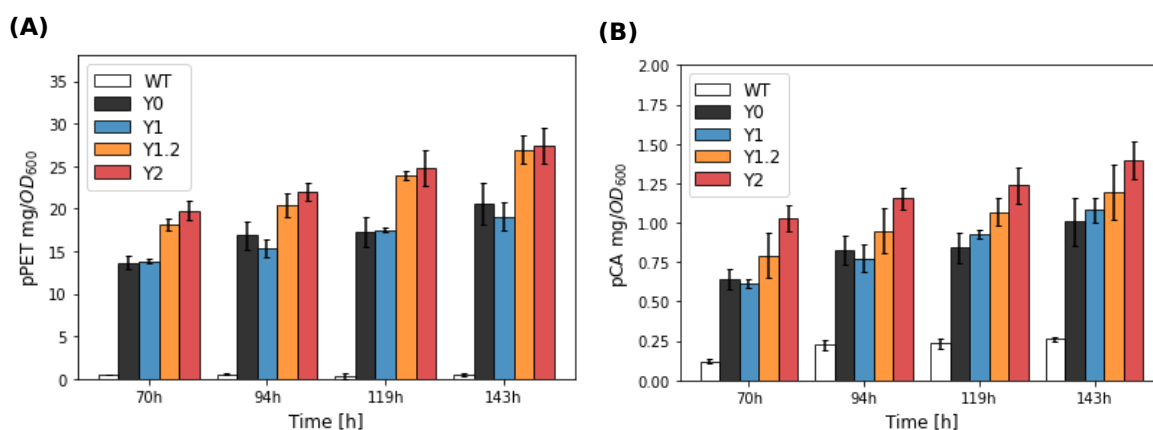 (A)
pPET mg/OD600
35
30
25
20
15
10
5
0
WT
Y0
Y1
Y1.2
Y2
70h
94h
119h
143h
Time [h]
(B)
pCA mg/OD600
2.00
1.75
1.50
1.25
1.00
0.75
0.50
0.25
0.00
WT
Y0
Y1
Y1.2
Y2
70h
94h
119h
143h
Time [h]